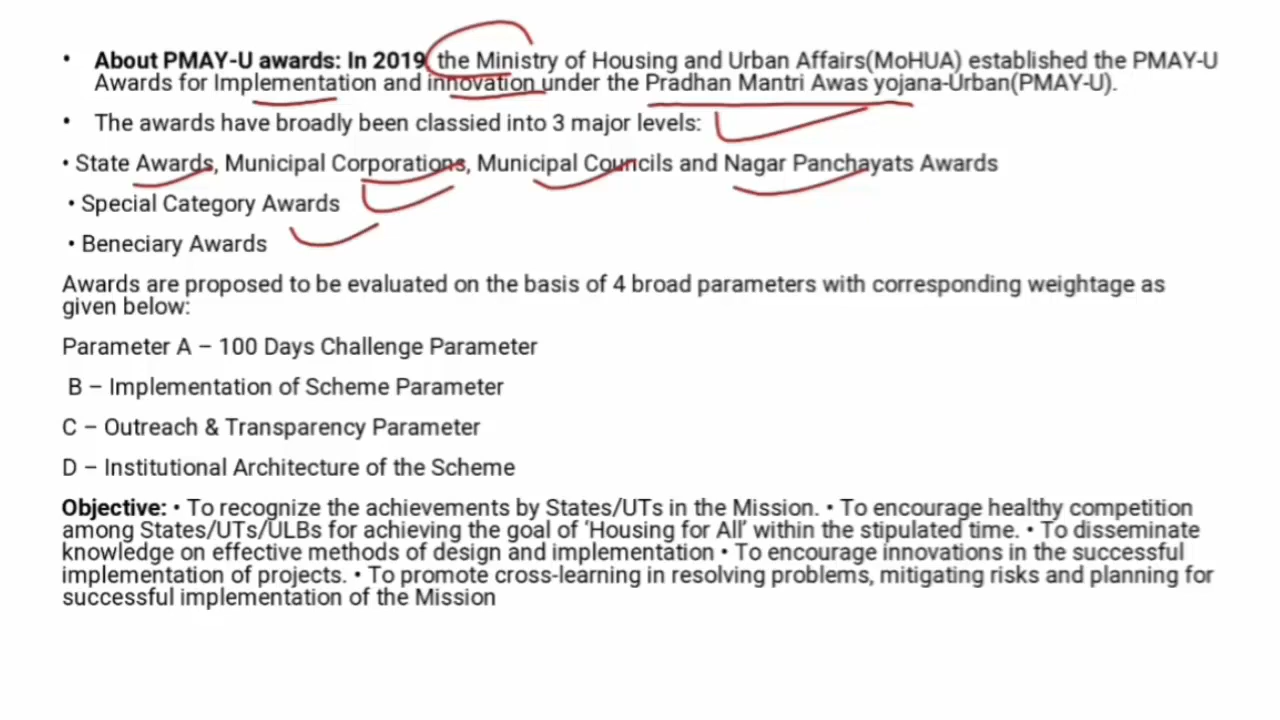 • About PMAY-U awards: In 2019 the Ministry of Housing and Urban Affairs(MoHUA) established the PMAY-U
Awards for Implementation and innovation under the Pradhan Mantri Awas yojana-Urban(PMAY-U).
• The awards have broadly been classied into 3 major levels:
• State Awards, Municipal Corporations, Municipal Councils and Nagar Panchayats Awards
• Special Category Awards
• Beneciary Awards
Awards are proposed to be evaluated on the basis of 4 broad parameters with corresponding weightage as
given below:
Parameter A – 100 Days Challenge Parameter
B – Implementation of Scheme Parameter
C – Outreach & Transparency Parameter
D – Institutional Architecture of the Scheme
Objective: • To recognize the achievements by States/UTs in the Mission. • To encourage healthy competition
among States/UTs/ULBs for achieving the goal of ‘Housing for All’ within the stipulated time. • To disseminate
knowledge on effective methods of design and implementation • To encourage innovations in the successful
implementation of projects. • To promote cross-learning in resolving problems, mitigating risks and planning for
successful implementation of the Mission